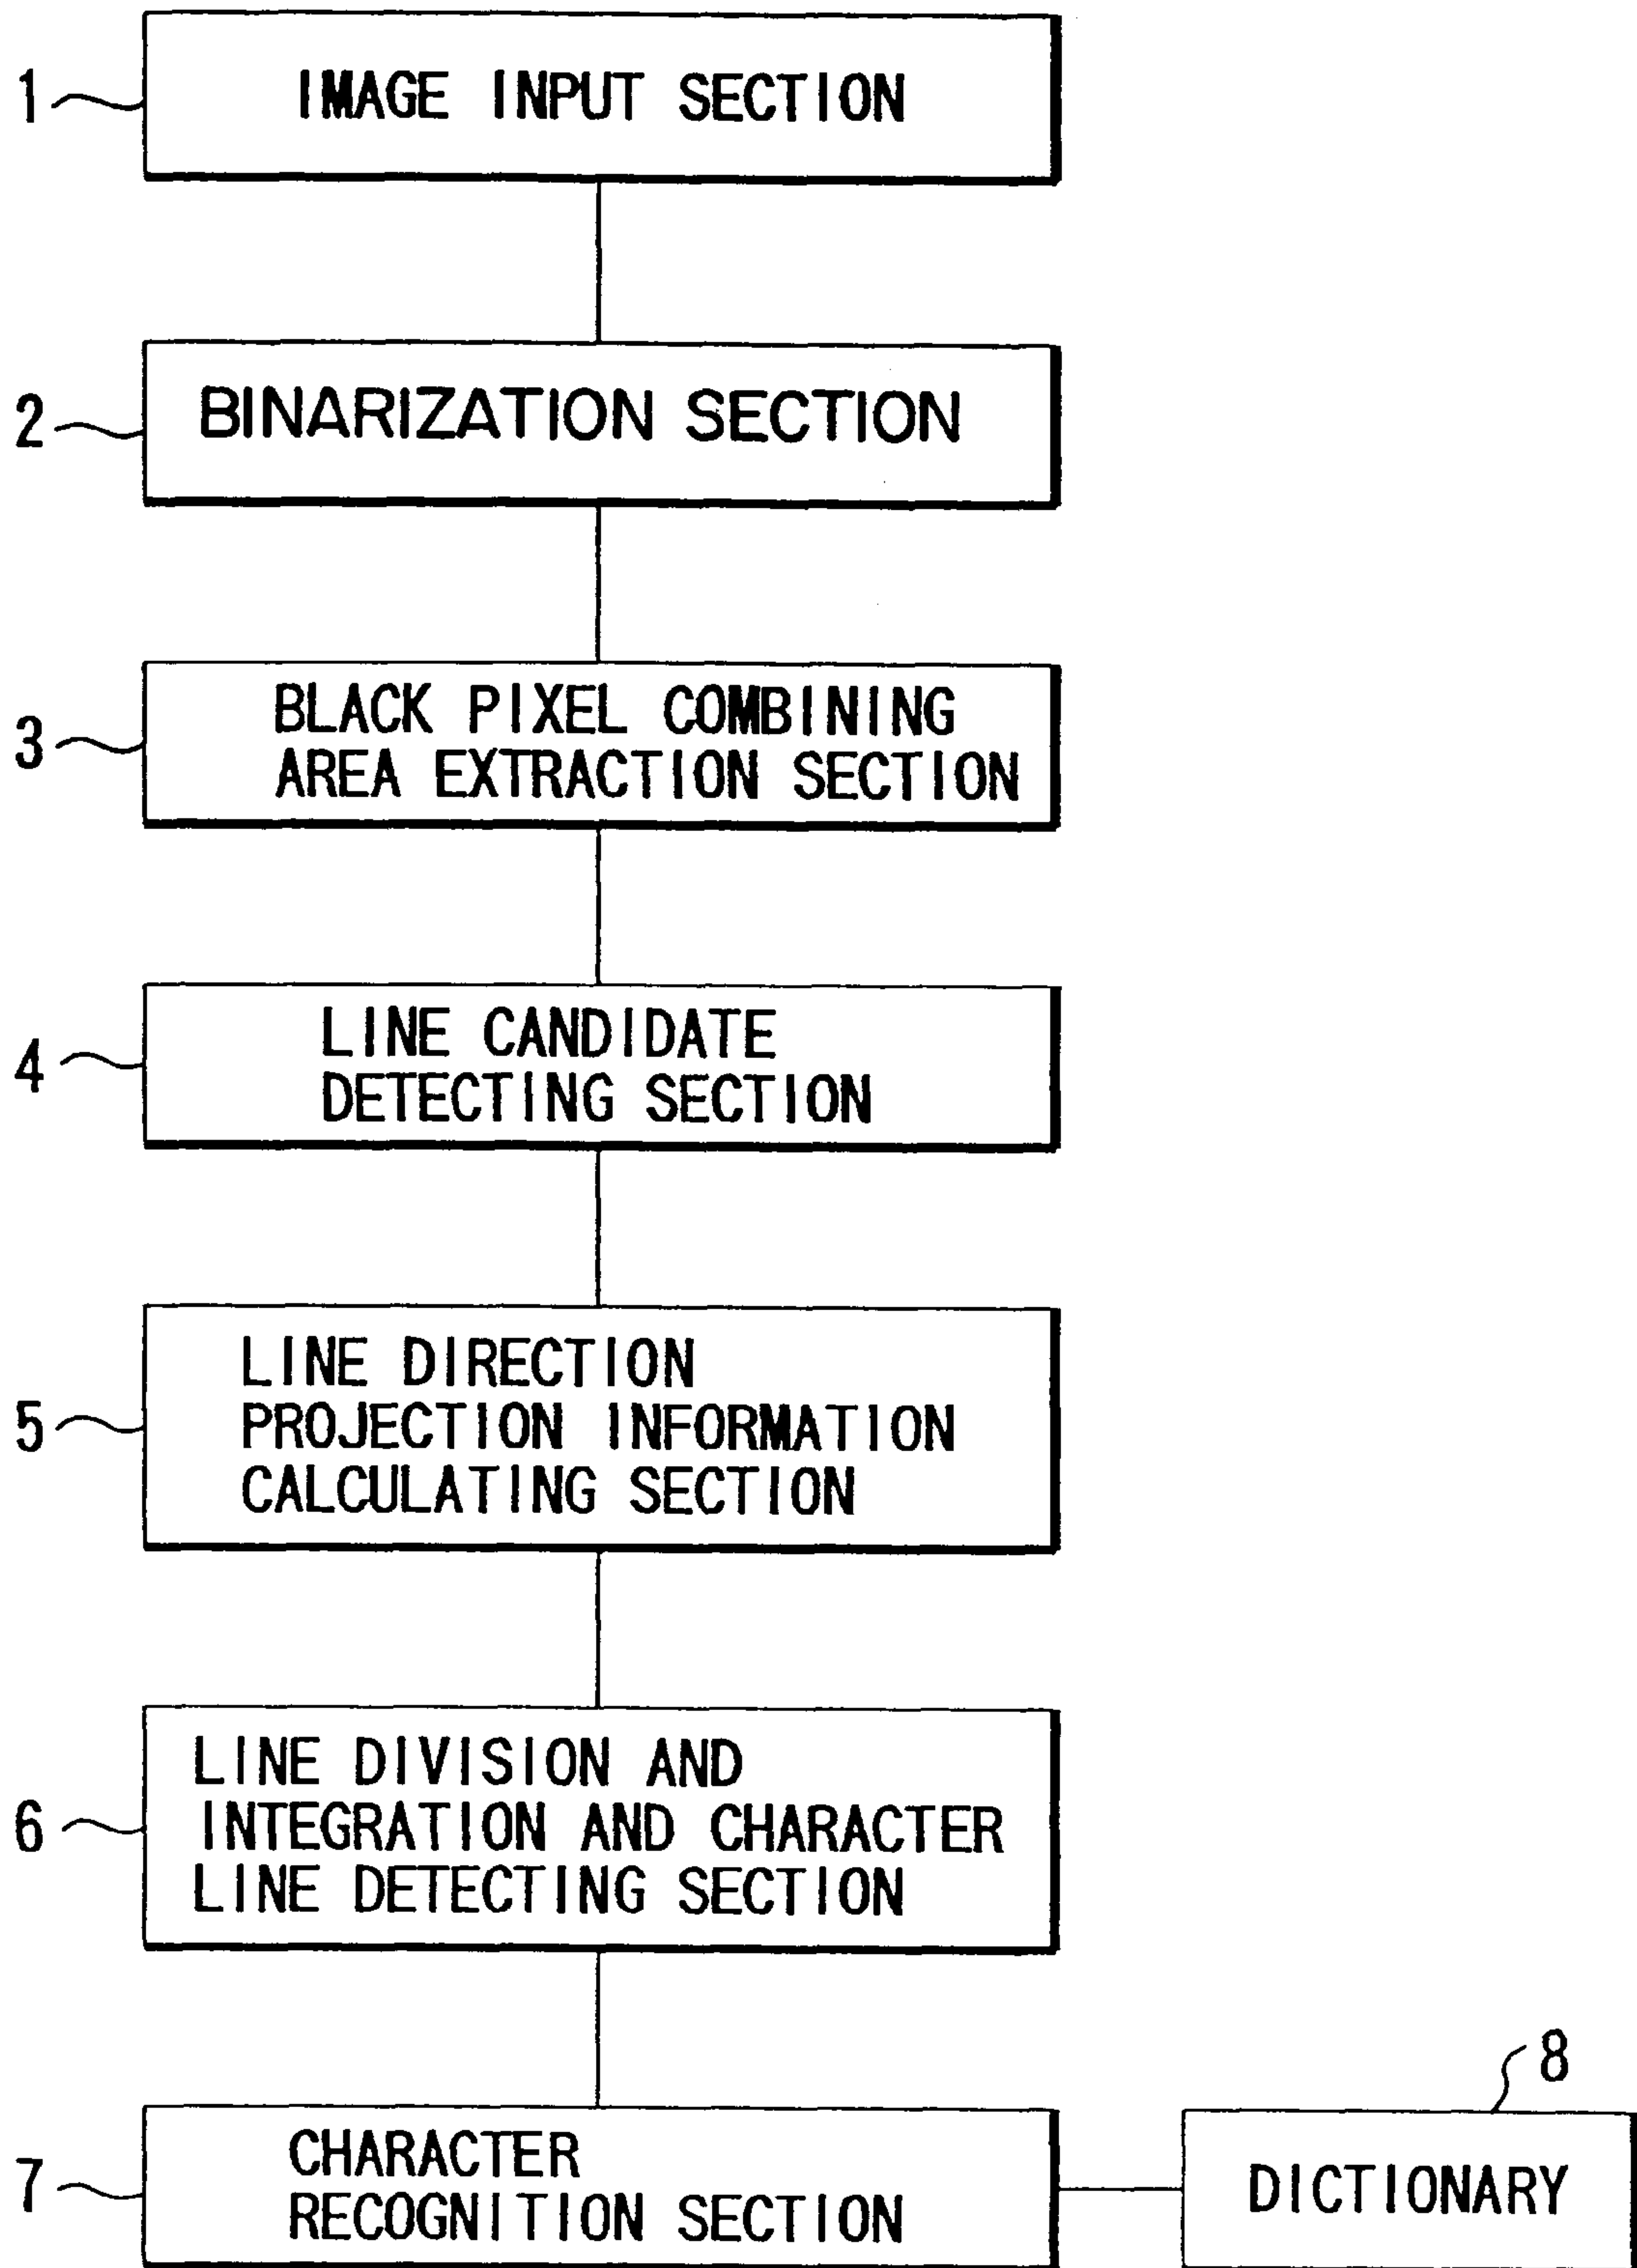 1
IMAGE INPUT SECTION
2
BINARIZATION SECTION
3
BLACK PIXEL COMBINING
AREA EXTRACTION SECTION
4
LINE CANDIDATE
DETECTING SECTION
5
LINE DIRECTION
PROJECTION INFORMATION
CALCULATING SECTION
6
LINE DIVISION AND
INTEGRATION AND CHARACTER
LINE DETECTING SECTION
7
CHARACTER
RECOGNITION SECTION
8
DICTIONARY